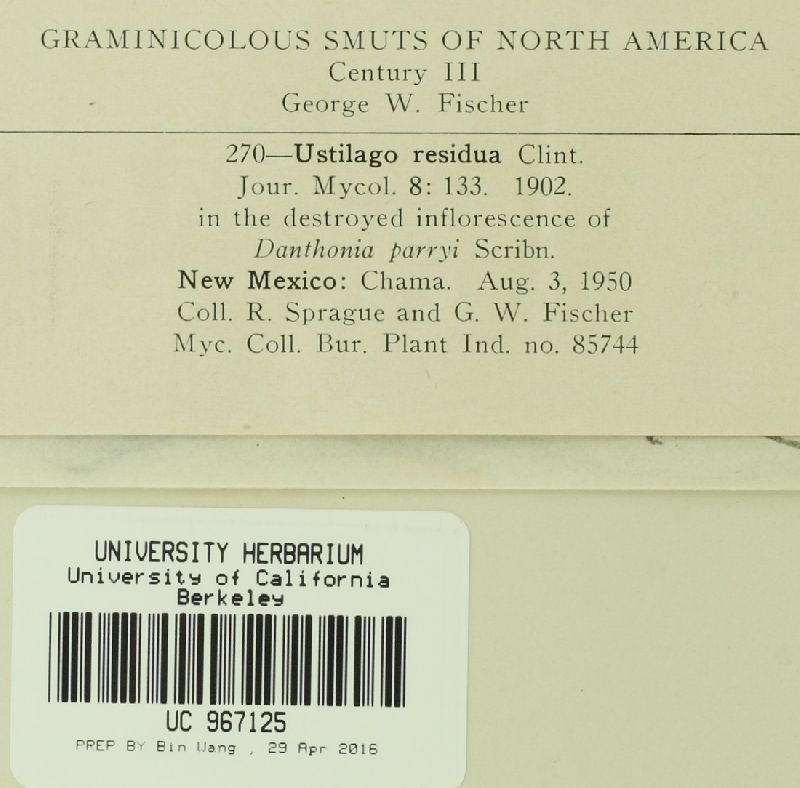 GRAMINICOLOUS SMUTS OF NORTH AMERICA
Century III
George W. Fischer
270—Ustilago residua Clint.
Jour. Mycol. 8: 133. 1902.
in the destroyed inflorescence of
Danthonia parryi Scribn.
New Mexico: Chama. Aug. 3, 1950
Coll. R. Sprague and G. W. Fischer
Myc. Coll. Bur. Plant Ind. no. 85744
UNIVERSITY HERBARIUM
University of California
Berkeley
UC 967125
PREP BY Bin Wang , 29 Apr 2016